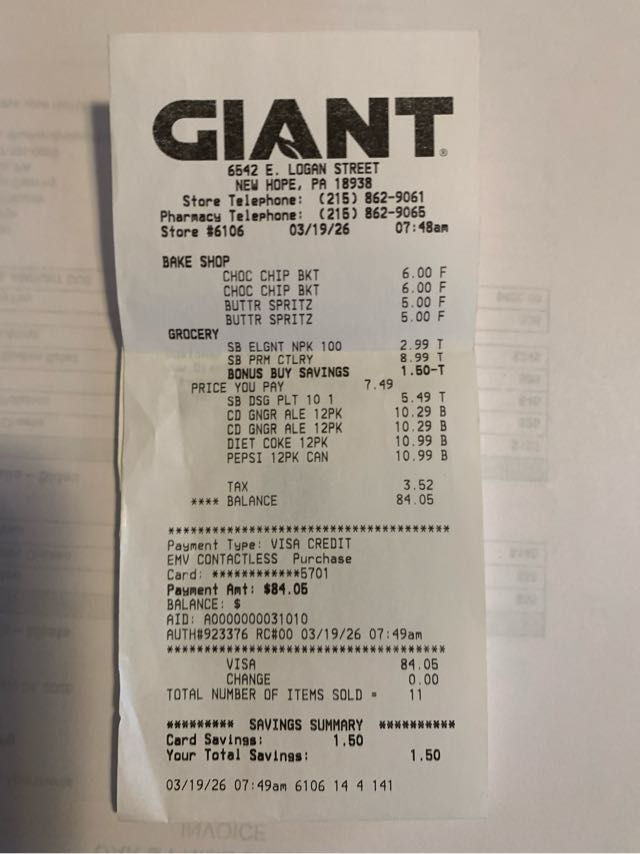 GIANT®
6542 E. LOGAN STREET
NEW HOPE, PA 18938
Store Telephone: (215) 862-9061
Pharmacy Telephone: (215) 862-9065
Store #6106 03/19/26 07:48am
BAKE SHOP
CHOC CHIP BKT 6.00 F
CHOC CHIP BKT 6.00 F
BUTTR SPRITZ 5.00 F
BUTTR SPRITZ 5.00 F
GROCERY
SB ELGNT NPK 100 2.99 T
SB PRM CTLRY 8.99 T
BONUS BUY SAVINGS 1.50-T
PRICE YOU PAY 7.49
SB DSG PLT 10 1 5.49 T
CD GNGR ALE 12PK 10.29 B
CD GNGR ALE 12PK 10.29 B
DIET COKE 12PK 10.99 B
PEPSI 12PK CAN 10.99 B
TAX 3.52
**** BALANCE 84.05
************************************
Payment Type: VISA CREDIT
EMV CONTACTLESS Purchase
Card: ************5701
Payment Amt: $84.05
BALANCE: $
AID: A0000000031010
AUTH#923376 RC#00 03/19/26 07:49am
************************************
VISA 84.05
CHANGE 0.00
TOTAL NUMBER OF ITEMS SOLD = 11
********* SAVINGS SUMMARY **********
Card Savings: 1.50
Your Total Savings: 1.50
03/19/26 07:49am 6106 14 4 141
INVOICE